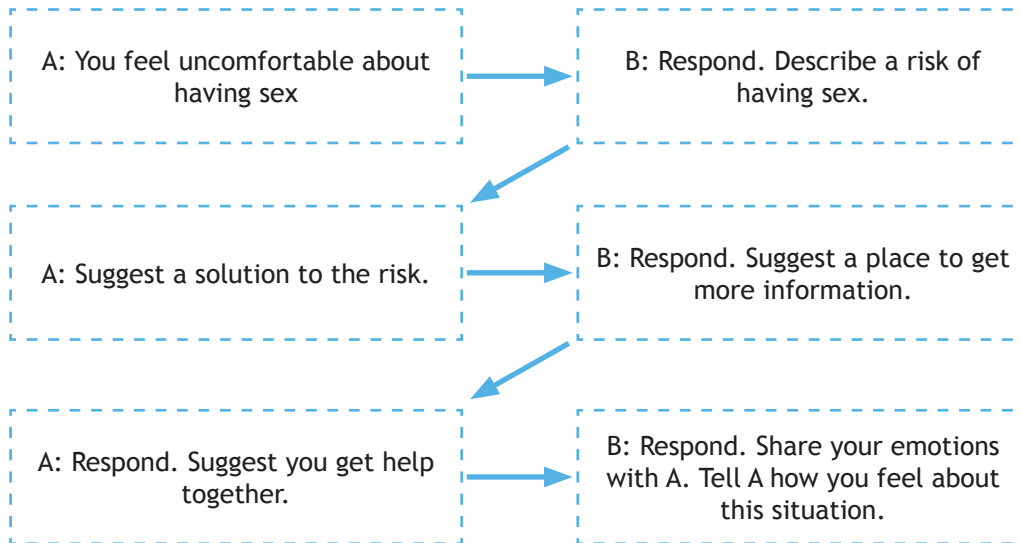 A: You feel uncomfortable about
having sex
B: Respond. Describe a risk of
having sex.
A: Suggest a solution to the risk.
B: Respond. Suggest a place to get
more information.
A: Respond. Suggest you get help
together.
B: Respond. Share your emotions
with A. Tell A how you feel about
this situation.